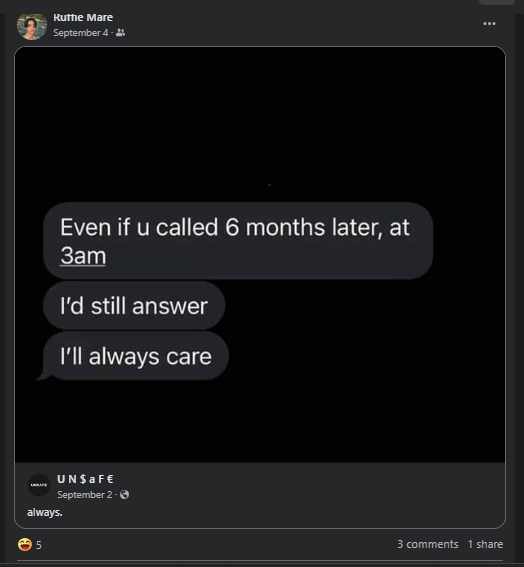 Ruffie Mare
September 4 ·
Even if u called 6 months later, at
3am
I'd still answer
I'll always care
UNSAFE
U N $ a F €
September 2 ·
always.
5
3 comments 1 share